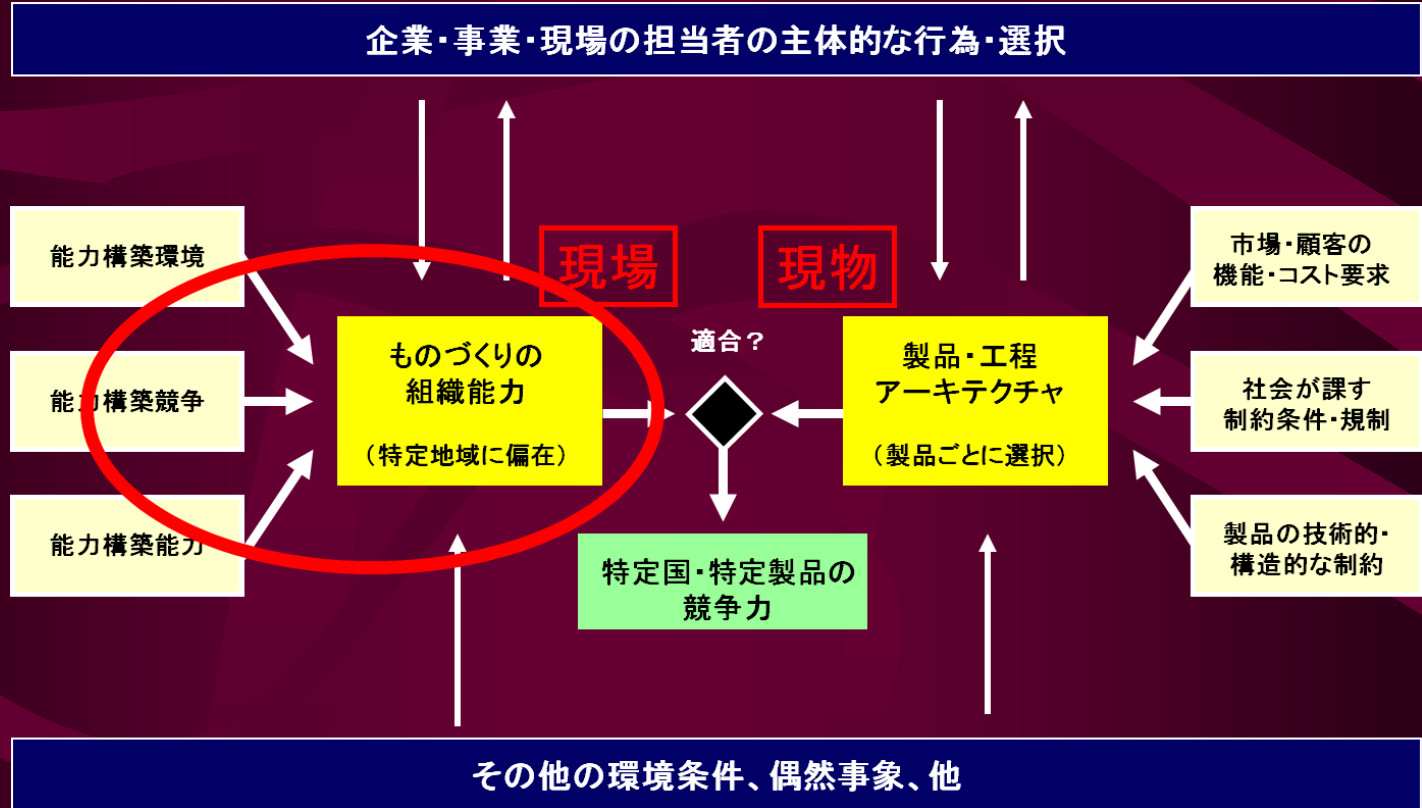 企業・事業・現場の担当者の主体的な行為・選択
現場
現物
能力構築環境
能力構築競争
能力構築能力
ものづくりの
組織能力
（特定地域に偏在）
適合？
製品・工程
アーキテクチャ
（製品ごとに選択）
市場・顧客の
機能・コスト要求
社会が課す
制約条件・規制
製品の技術的・
構造的な制約
特定国・特定製品の
競争力
その他の環境条件、偶然事象、他